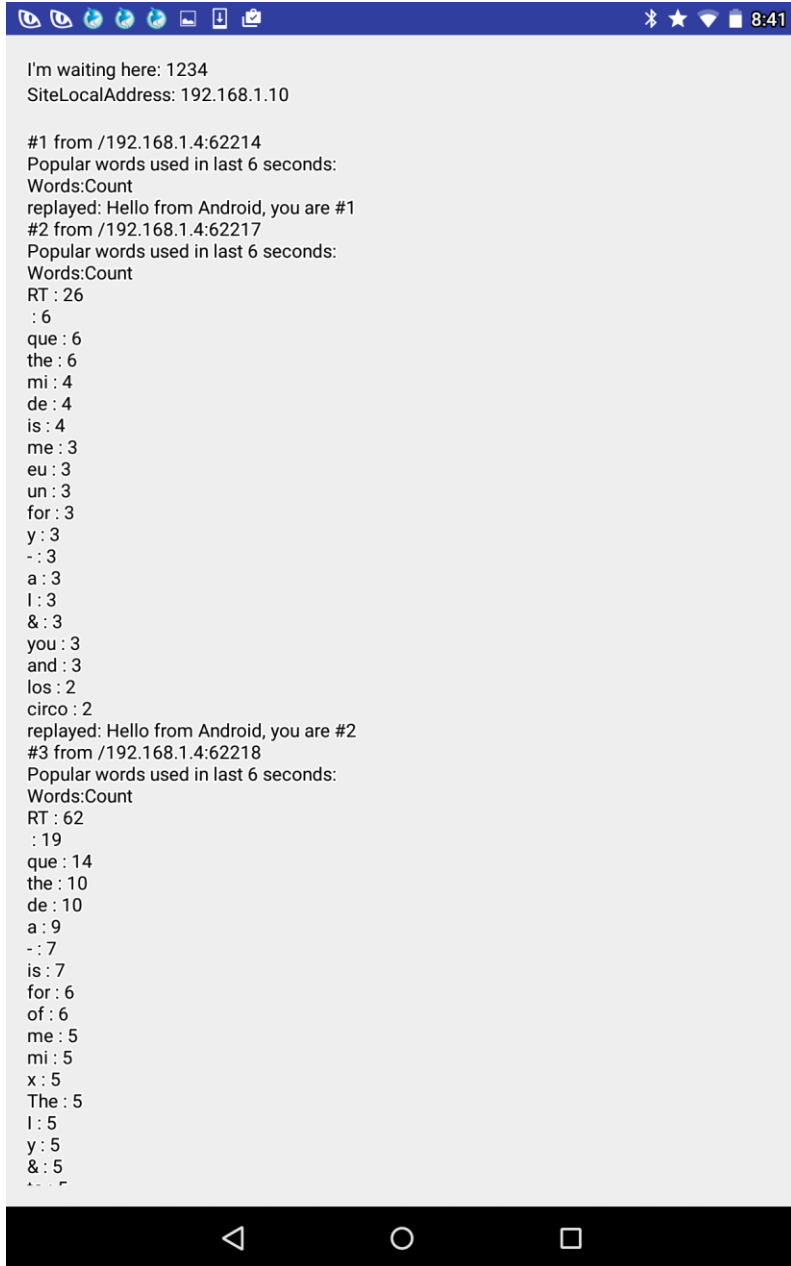 8:41
I'm waiting here: 1234
SiteLocalAddress: 192.168.1.10
#1 from /192.168.1.4:62214
Popular words used in last 6 seconds:
Words:Count
replayed: Hello from Android, you are #1
#2 from /192.168.1.4:62217
Popular words used in last 6 seconds:
Words:Count
RT : 26
: 6
que : 6
the : 6
mi : 4
de : 4
is : 4
me : 3
eu : 3
un : 3
for : 3
y : 3
- : 3
a : 3
I : 3
& : 3
you : 3
and : 3
los : 2
circo : 2
replayed: Hello from Android, you are #2
#3 from /192.168.1.4:62218
Popular words used in last 6 seconds:
Words:Count
RT : 62
: 19
que : 14
the : 10
de : 10
a : 9
- : 7
is : 7
for : 6
of : 6
me : 5
mi : 5
x : 5
The : 5
I : 5
y : 5
& : 5